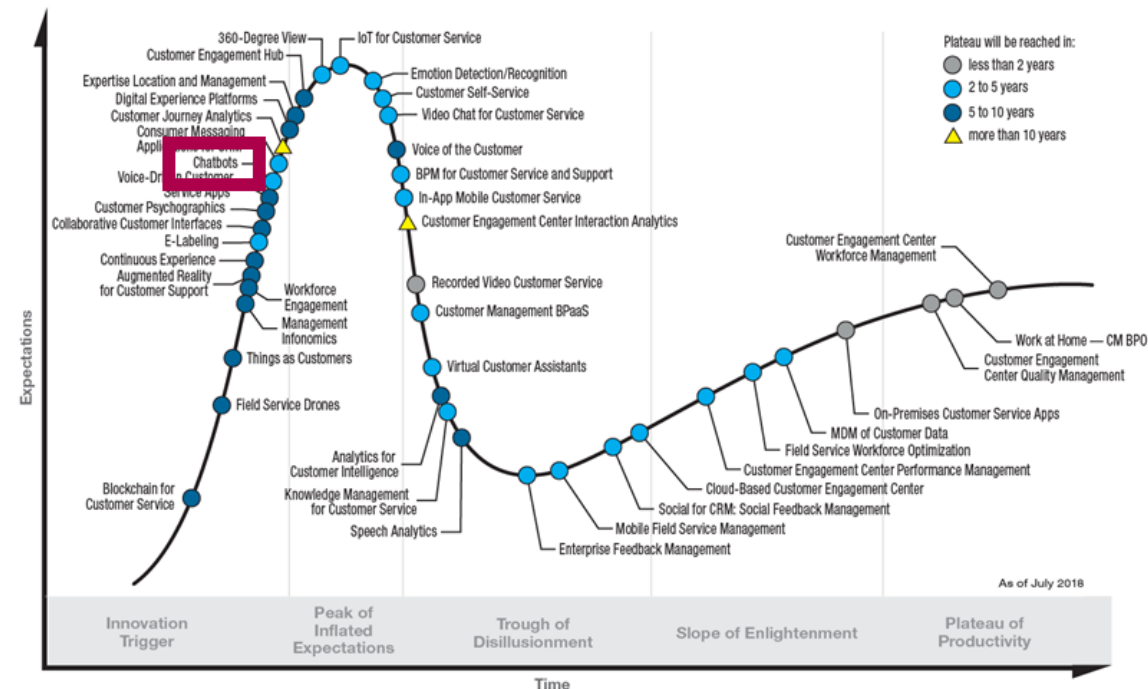 360-Degree View
IoT for Customer Service
Customer Engagement Hub
Expertise Location and Management
Digital Experience Platforms
Customer Journey Analytics
Consumer Messaging
Chatbots
Customer Psychographics
Collaborative Customer Interfaces
E-Labeling
Continuous Experience
Augmented Reality
for Customer Support
Workforce
Engagement
Management
Infonomics
Things as Customers
Field Service Drones
Blockchain for
Customer Service
Emotion Detection/Recognition
Customer Self-Service
Video Chat for Customer Service
Voice of the Customer
BPM for Customer Service and Support
In-App Mobile Customer Service
Customer Engagement Center Interaction Analytics
Recorded Video Customer Service
Customer Management BPaaS
Virtual Customer Assistants
Analytics for
Customer Intelligence
Knowledge Management
for Customer Service
Speech Analytics
Enterprise Feedback Management
Mobile Field Service Management
Social for CRM: Social Feedback Management
Cloud-Based Customer Engagement Center
Customer Engagement Center Performance Management
Field Service Workforce Optimization
MDM of Customer Data
On-Premises Customer Service Apps
Customer Engagement
Center Quality Management
Work at Home — CM BPO
Customer Engagement Center
Workforce Management
Plateau will be reached in:
less than 2 years
2 to 5 years
5 to 10 years
more than 10 years
As of July 2018
Expectations
Innovation
Trigger
Peak of
Inflated
Expectations
Trough of
Disillusionment
Slope of Enlightenment
Plateau of
Productivity
Time